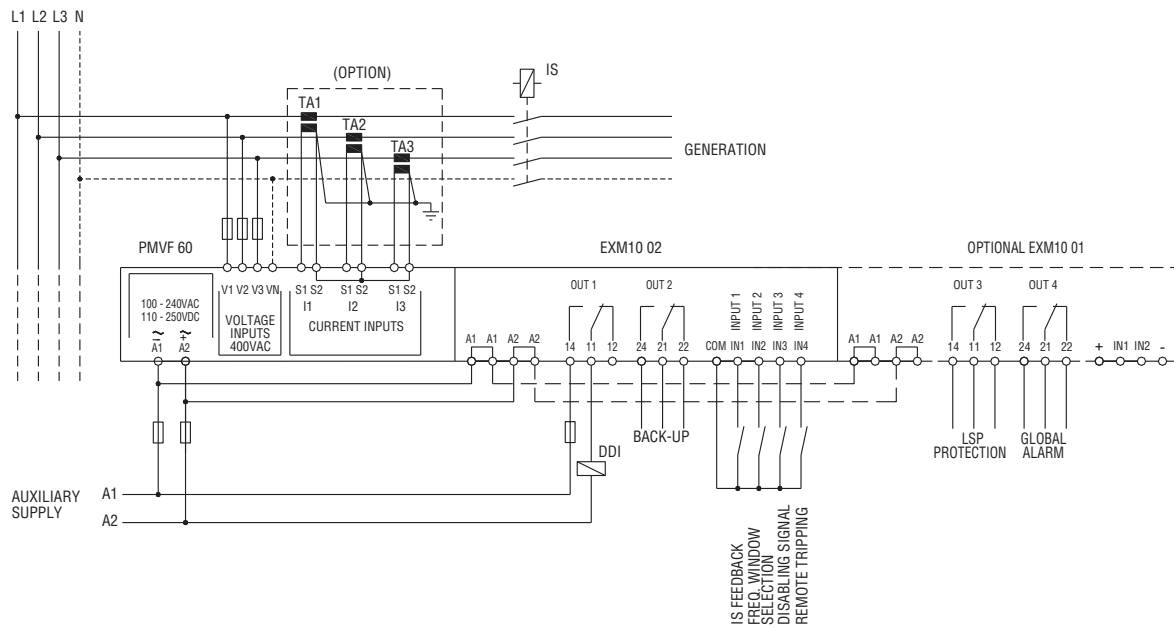 L1 L2 L3 N
(OPTION)
IS
TA1
TA2
TA3
GENERATION
PMVF 60
EXM10 02
OPTIONAL EXM10 01
100 - 240VAC
110 - 250VDC
~ ~
– +
A1 A2
V1 V2 V3 VN
VOLTAGE
INPUTS
400VAC
S1 S2 S1 S2 S1 S2
I1 I2 I3
CURRENT INPUTS
A1 A1 A2 A2
OUT 1
14 11 12
OUT 2
24 21 22
INPUT 1
INPUT 2
INPUT 3
INPUT 4
COM IN1 IN2 IN3 IN4
A1 A1 A2 A2
OUT 3
14 11 12
OUT 4
24 21 22
+ IN1 IN2 -
BACK-UP
DDI
LSP
PROTECTION
GLOBAL
ALARM
AUXILIARY
SUPPLY
A1
A2
IS FEEDBACK
FREQ. WINDOW
SELECTION
DISABLING SIGNAL
REMOTE TRIPPING